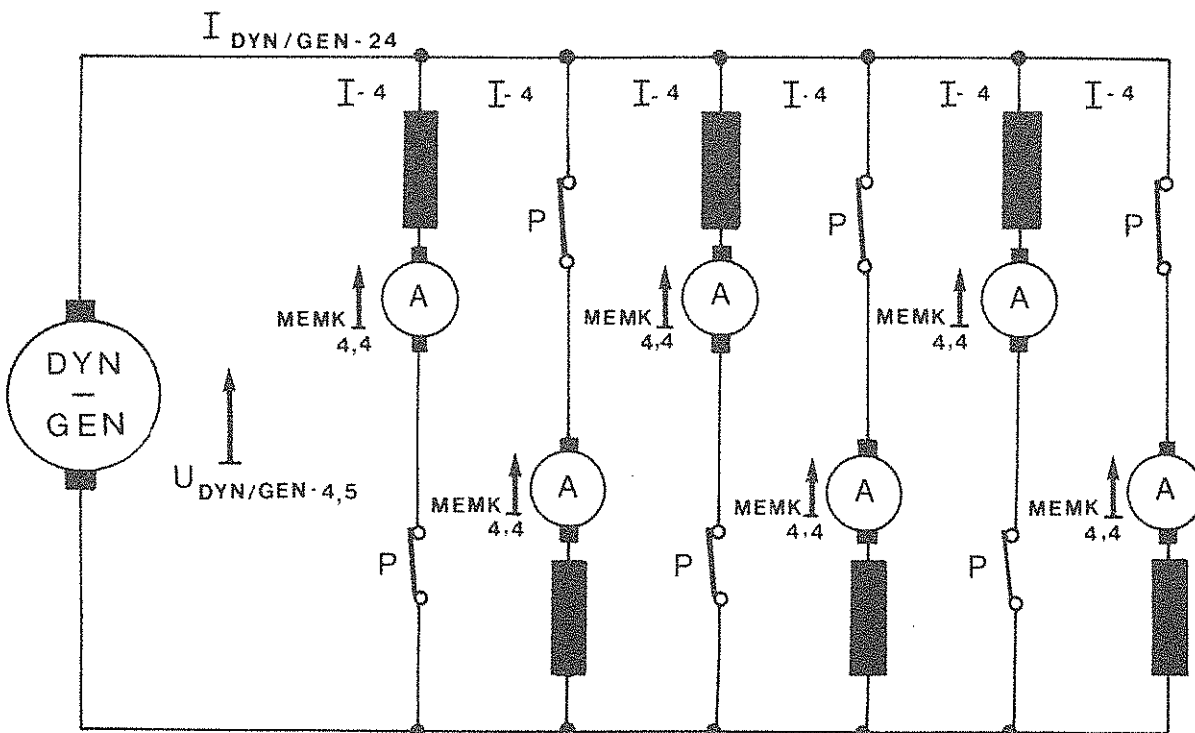 I DYN/GEN-24
I-4 I-4 I-4 I-4 I-4 I-4
P P P
A A A
MEMK 4,4 MEMK 4,4 MEMK 4,4
DYN
–
GEN
U DYN/GEN-4,5
A A A
MEMK 4,4 MEMK 4,4 MEMK 4,4
P P P